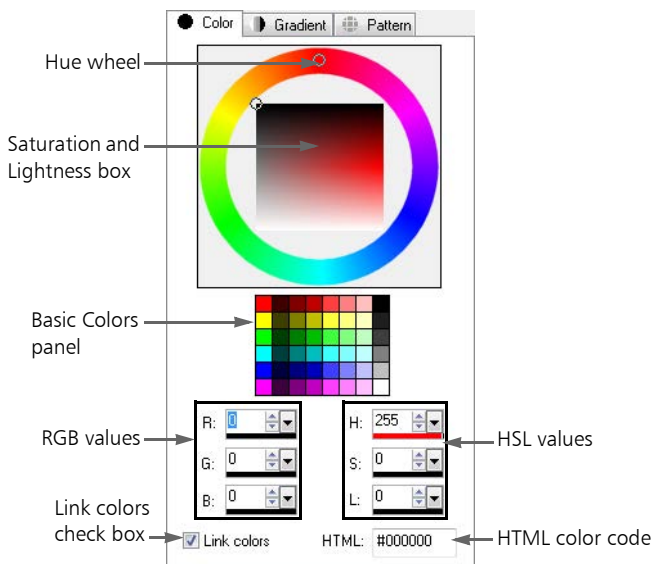 Color Gradient Pattern
Hue wheel
Saturation and
Lightness box
Basic Colors
panel
RGB values
R: 0
G: 0
B: 0
H: 255
S: 0
L: 0
HSL values
Link colors
check box
Link colors
HTML: #000000
HTML color code